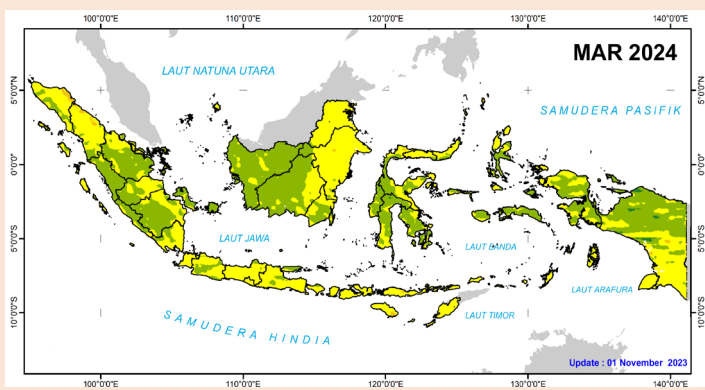 100°0'0"E 110°0'0"E 120°0'0"E 130°0'0"E 140°0'0"E
MAR 2024
LAUT NATUNA UTARA
5°0'0"N 5°0'0"N
SAMUDERA PASiFIK
0°0'0" 0°0'0"
LAUT JAWA
LAUT BANDA
5°0'0"S 5°0'0"S
LAUT ARAFURA
SAMUDERA HINDIA
LAUT TIMOR
10°0'0"S 10°0'0"S
Update : 01 November 2023
100°0'0"E 110°0'0"E 120°0'0"E 130°0'0"E 140°0'0"E